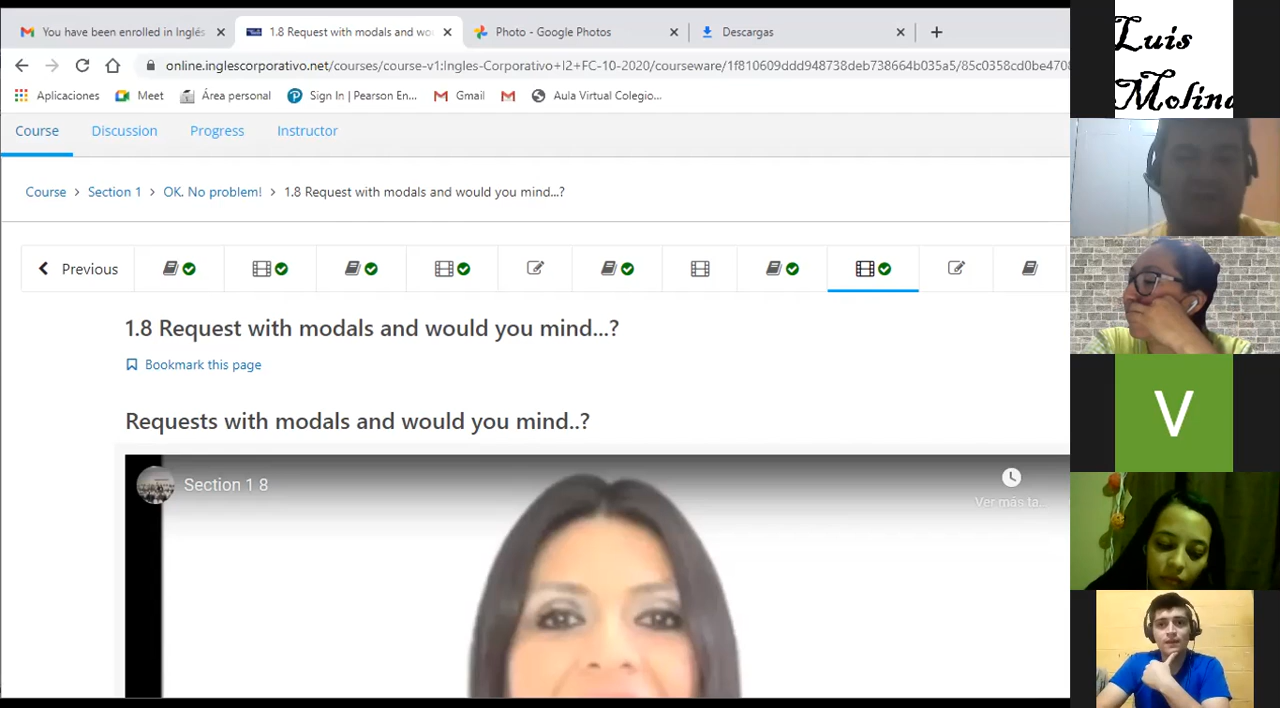 You have been enrolled in Inglés
1.8 Request with modals and wo
Photo - Google Photos
Descargas
online.inglescorporativo.net/courses/course-v1:Ingles-Corporativo+I2+FC-10-2020/courseware/1f810609ddd948738deb738664b035a5/85c0358cd0be4708
Aplicaciones
Meet
Área personal
Sign In | Pearson En...
Gmail
Aula Virtual Colegio...
Course
Discussion
Progress
Instructor
Course > Section 1 > OK. No problem! > 1.8 Request with modals and would you mind...?
Previous
1.8 Request with modals and would you mind...?
Bookmark this page
Requests with modals and would you mind..?
Section 1 8
Ver más ta...
Luis
Molina
V